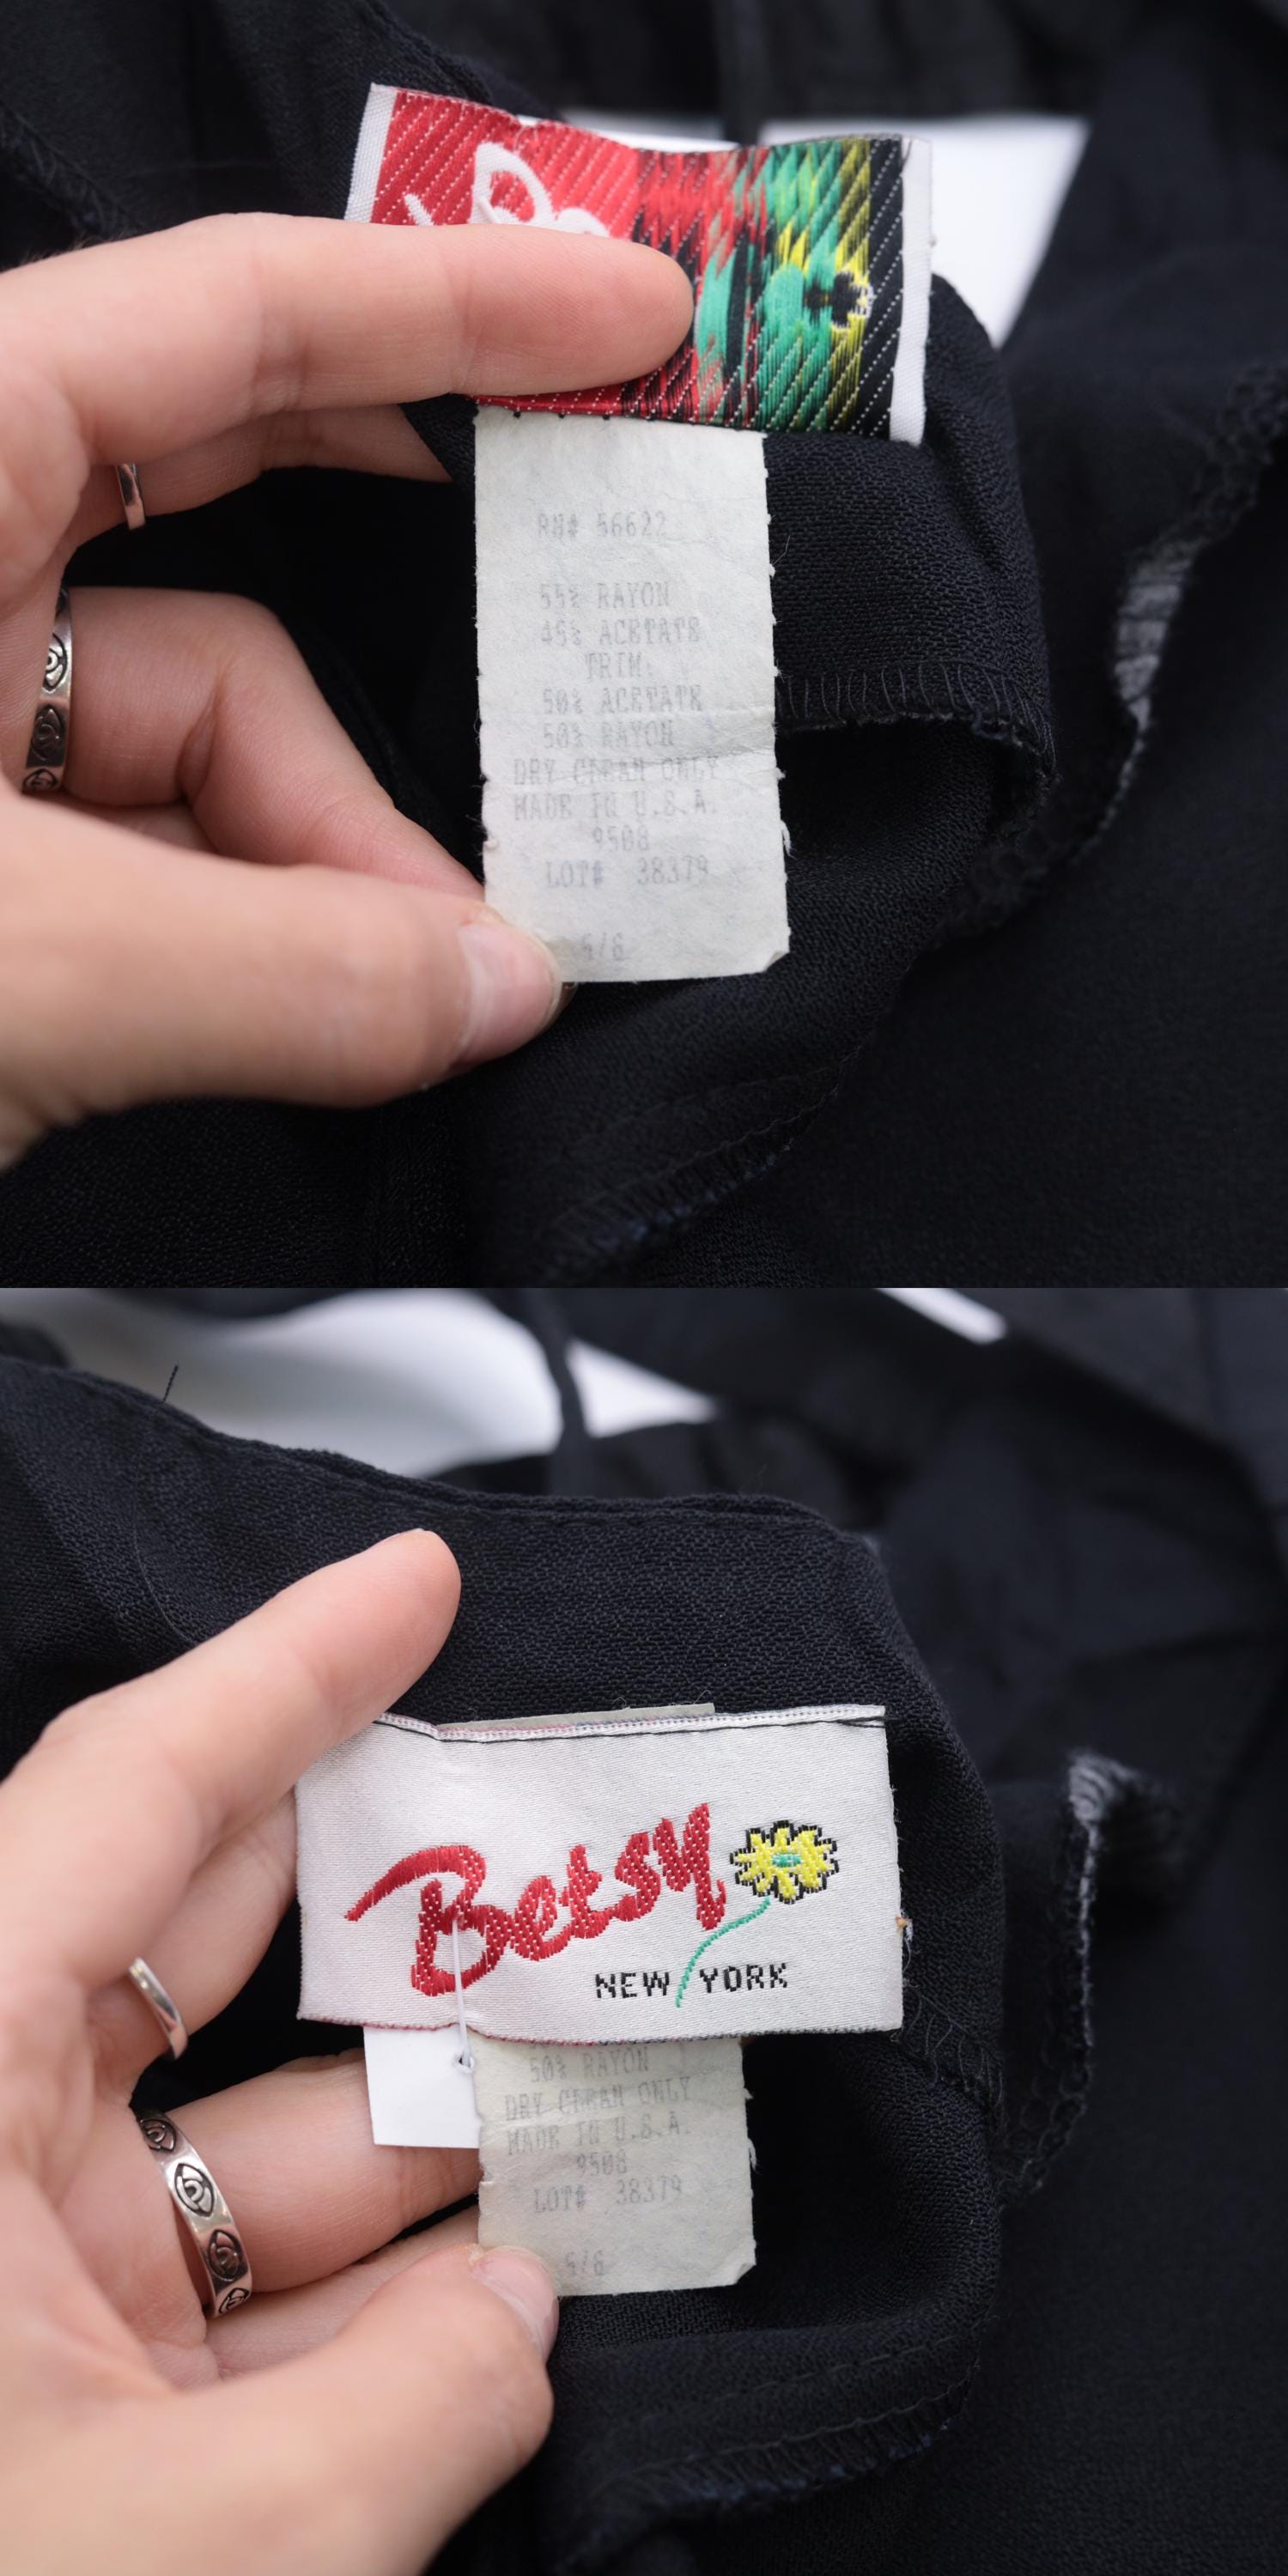 RN# 56622
55% RAYON
45% ACETATE
TRIM:
50% ACETATE
50% RAYON
DRY CLEAN ONLY
MADE IN U.S.A.
9508
LOT# 38379
5/6
Betsy
NEW YORK
50% RAYON
DRY CLEAN ONLY
MADE IN U.S.A.
9508
LOT# 38379
5/6